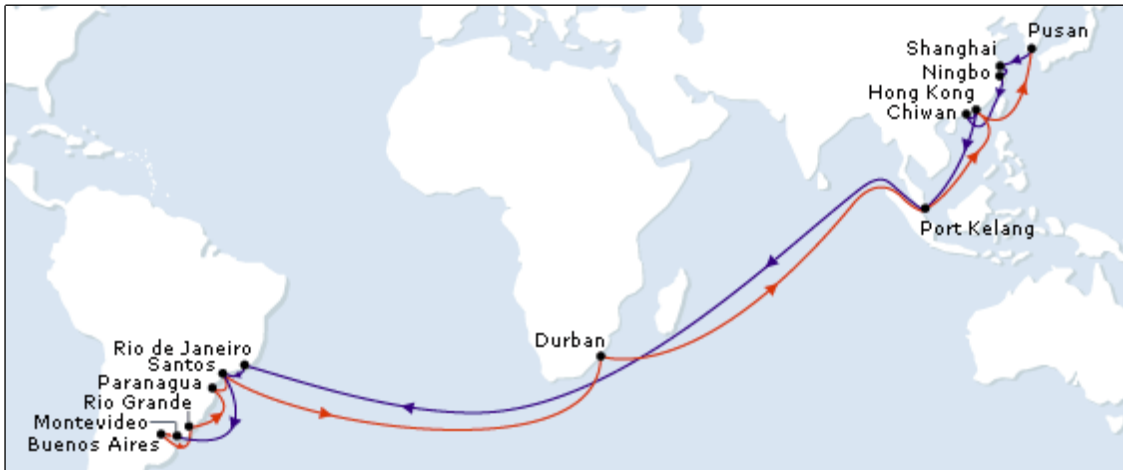 Pusan
Shanghai
Ningbo
Hong Kong
Chiwan
Port Kelang
Durban
Rio de Janeiro
Santos
Paranagua
Rio Grande
Montevideo
Buenos Aires